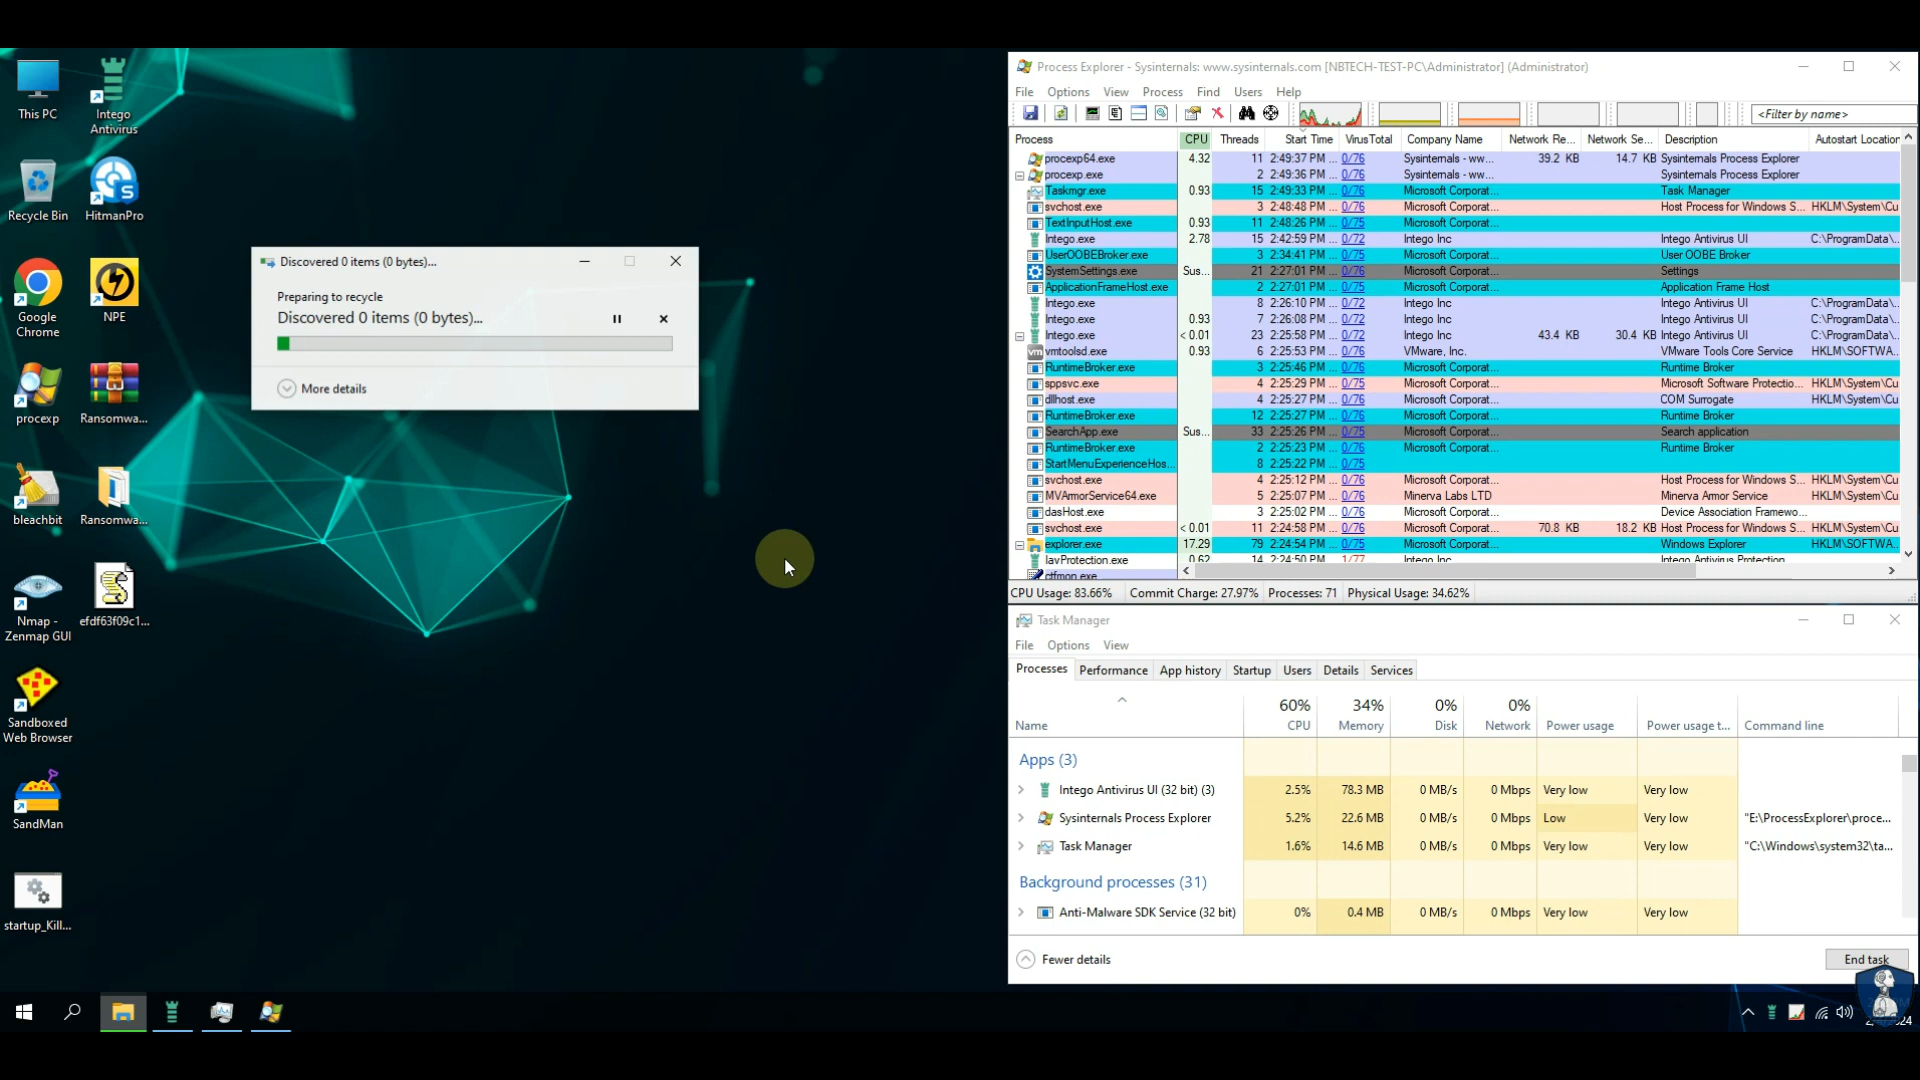 This PC
Intego
Antivirus
Recycle Bin
HitmanPro
Google
Chrome
NPE
procexp
Ransomwa...
bleachbit
Ransomwa...
Nmap -
Zenmap GUI
efdf63f09c1...
Sandboxed
Web Browser
SandMan
startup_Kill...
Discovered 0 items (0 bytes)...
Preparing to recycle
Discovered 0 items (0 bytes)...
More details
Process Explorer - Sysinternals: www.sysinternals.com [NBTECH-TEST-PC\Administrator] (Administrator)
File Options View Process Find Users Help
<Filter by name>
Process CPU Threads Start Time VirusTotal Company Name Network Re... Network Se... Description Autostart Location
procexp64.exe 4.32 11 2:49:37 PM ... 0/76 Sysinternals - ww... 39.2 KB 14.7 KB Sysinternals Process Explorer
procexp.exe 2 2:49:36 PM ... 0/76 Sysinternals - ww... Sysinternals Process Explorer
Taskmgr.exe 0.93 15 2:49:33 PM ... 0/76 Microsoft Corporat... Task Manager
svchost.exe 3 2:48:48 PM ... 0/76 Microsoft Corporat... Host Process for Windows S... HKLM\System\Cu
TextInputHost.exe 0.93 11 2:48:26 PM ... 0/75 Microsoft Corporat...
Intego.exe 2.78 15 2:42:59 PM ... 0/72 Intego Inc Intego Antivirus UI C:\ProgramData\...
UserOOBEBroker.exe 3 2:34:41 PM ... 0/75 Microsoft Corporat... User OOBE Broker
SystemSettings.exe Sus... 21 2:27:01 PM ... 0/76 Microsoft Corporat... Settings
ApplicationFrameHost.exe 2 2:27:01 PM ... 0/75 Microsoft Corporat... Application Frame Host
Intego.exe 8 2:26:10 PM ... 0/72 Intego Inc Intego Antivirus UI C:\ProgramData\...
Intego.exe 0.93 7 2:26:08 PM ... 0/72 Intego Inc Intego Antivirus UI C:\ProgramData\...
Intego.exe < 0.01 23 2:25:58 PM ... 0/72 Intego Inc 43.4 KB 30.4 KB Intego Antivirus UI C:\ProgramData\...
vmtoolsd.exe 0.93 6 2:25:53 PM ... 0/76 VMware, Inc. VMware Tools Core Service HKLM\SOFTWA...
RuntimeBroker.exe 3 2:25:46 PM ... 0/76 Microsoft Corporat... Runtime Broker
sppsvc.exe 4 2:25:29 PM ... 0/75 Microsoft Corporat... Microsoft Software Protectio... HKLM\System\Cu
dllhost.exe 4 2:25:27 PM ... 0/76 Microsoft Corporat... COM Surrogate HKLM\System\Cu
RuntimeBroker.exe 12 2:25:27 PM ... 0/76 Microsoft Corporat... Runtime Broker
SearchApp.exe Sus... 33 2:25:26 PM ... 0/75 Microsoft Corporat... Search application
RuntimeBroker.exe 2 2:25:23 PM ... 0/76 Microsoft Corporat... Runtime Broker
StartMenuExperienceHos... 8 2:25:22 PM ... 0/75
svchost.exe 4 2:25:12 PM ... 0/76 Microsoft Corporat... Host Process for Windows S... HKLM\System\Cu
MVArmorService64.exe 5 2:25:07 PM ... 0/76 Minerva Labs LTD Minerva Armor Service HKLM\System\Cu
dasHost.exe 3 2:25:02 PM ... 0/76 Microsoft Corporat... Device Association Framewo...
svchost.exe < 0.01 11 2:24:58 PM ... 0/76 Microsoft Corporat... 70.8 KB 18.2 KB Host Process for Windows S... HKLM\System\Cu
explorer.exe 17.29 79 2:24:54 PM ... 0/75 Microsoft Corporat... Windows Explorer HKLM\SOFTWA...
IavProtection.exe 0.62 14 2:24:50 PM ... 1/77 Intego Inc Intego Antivirus Protection
ctfmon.exe
CPU Usage: 83.66% Commit Charge: 27.97% Processes: 71 Physical Usage: 34.62%
Task Manager
File Options View
Processes Performance App history Startup Users Details Services
60% 34% 0% 0%
Name CPU Memory Disk Network Power usage Power usage t... Command line
Apps (3)
Intego Antivirus UI (32 bit) (3) 2.5% 78.3 MB 0 MB/s 0 Mbps Very low Very low
Sysinternals Process Explorer 5.2% 22.6 MB 0 MB/s 0 Mbps Low Very low "E:\ProcessExplorer\proce...
Task Manager 1.6% 14.6 MB 0 MB/s 0 Mbps Very low Very low "C:\Windows\system32\ta...
Background processes (31)
Anti-Malware SDK Service (32 bit) 0% 0.4 MB 0 MB/s 0 Mbps Very low Very low
Fewer details
End task